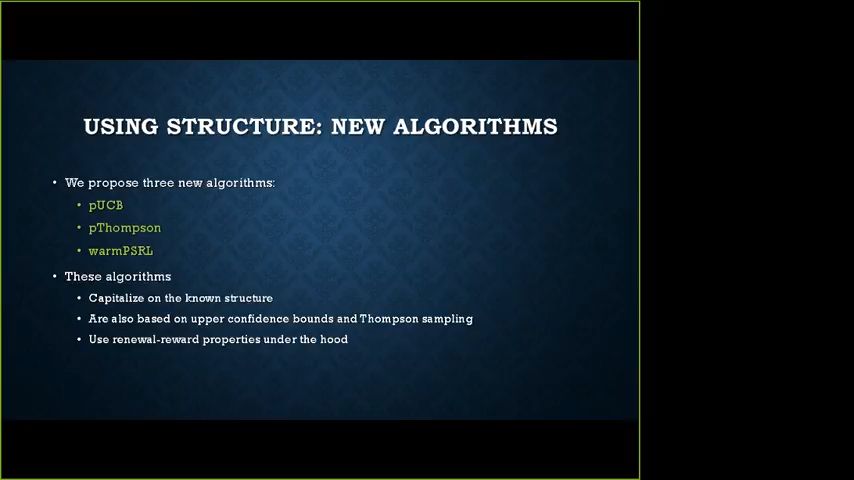 USING STRUCTURE: NEW ALGORITHMS
• We propose three new algorithms:
• pUCB
• pThompson
• warmPSRL
• These algorithms
• Capitalize on the known structure
• Are also based on upper confidence bounds and Thompson sampling
• Use renewal-reward properties under the hood